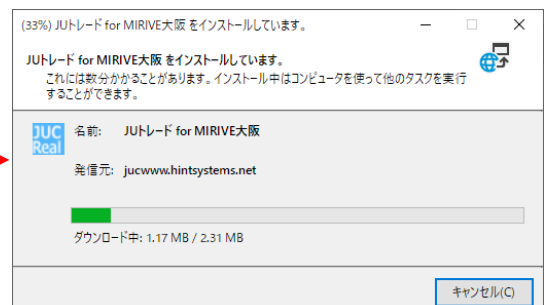 (33%) JUトレード for MIRIVE大阪 をインストールしています。
JUトレード for MIRIVE大阪 をインストールしています。
これには数分かかることがあります。インストール中はコンピュータを使って他のタスクを実行
することができます。
JUC
Real
名前: JUトレード for MIRIVE大阪
発信元: jucwww.hintsystems.net
ダウンロード中: 1.17 MB / 2.31 MB
キャンセル(C)